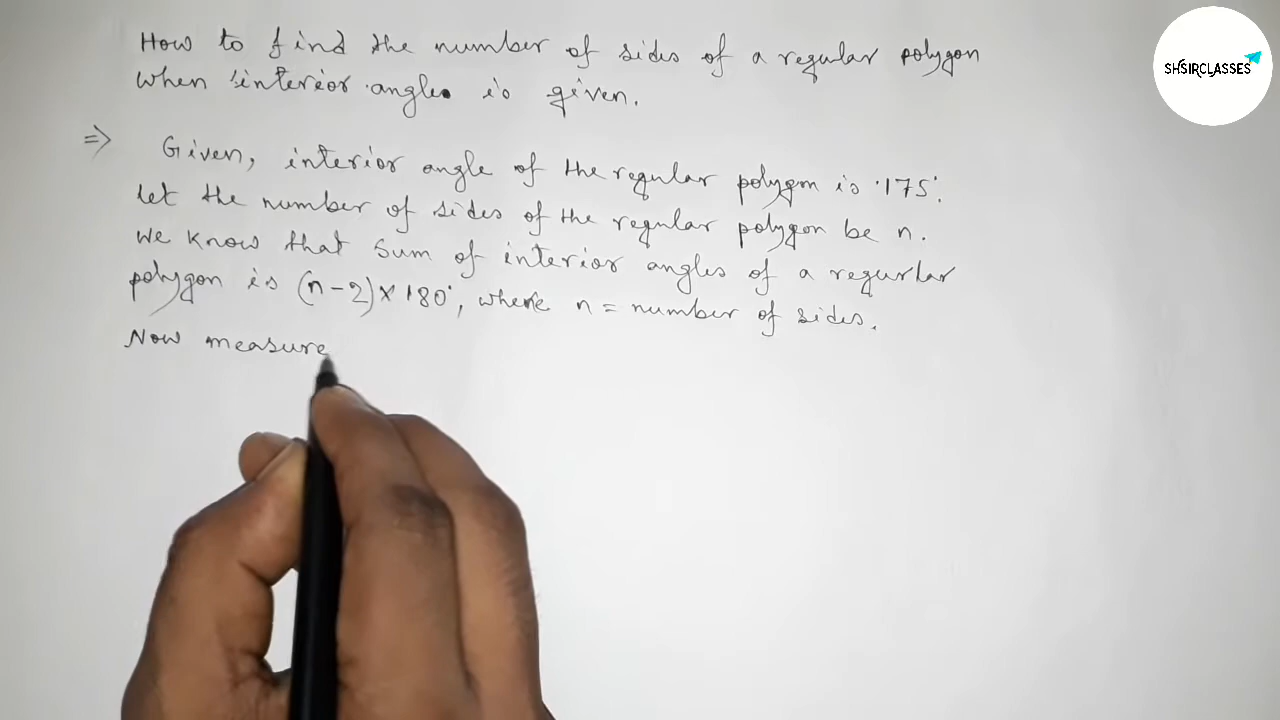 How to find the number of sides of a regular polygon
when interior angle is given.
SHSIRCLASSES
⇒ Given, interior angle of the regular polygon is 175°.
let the number of sides of the regular polygon be n.
we know that sum of interior angles of a regurlar
polygon is (n-2)×180°, where n = number of sides.
Now measure